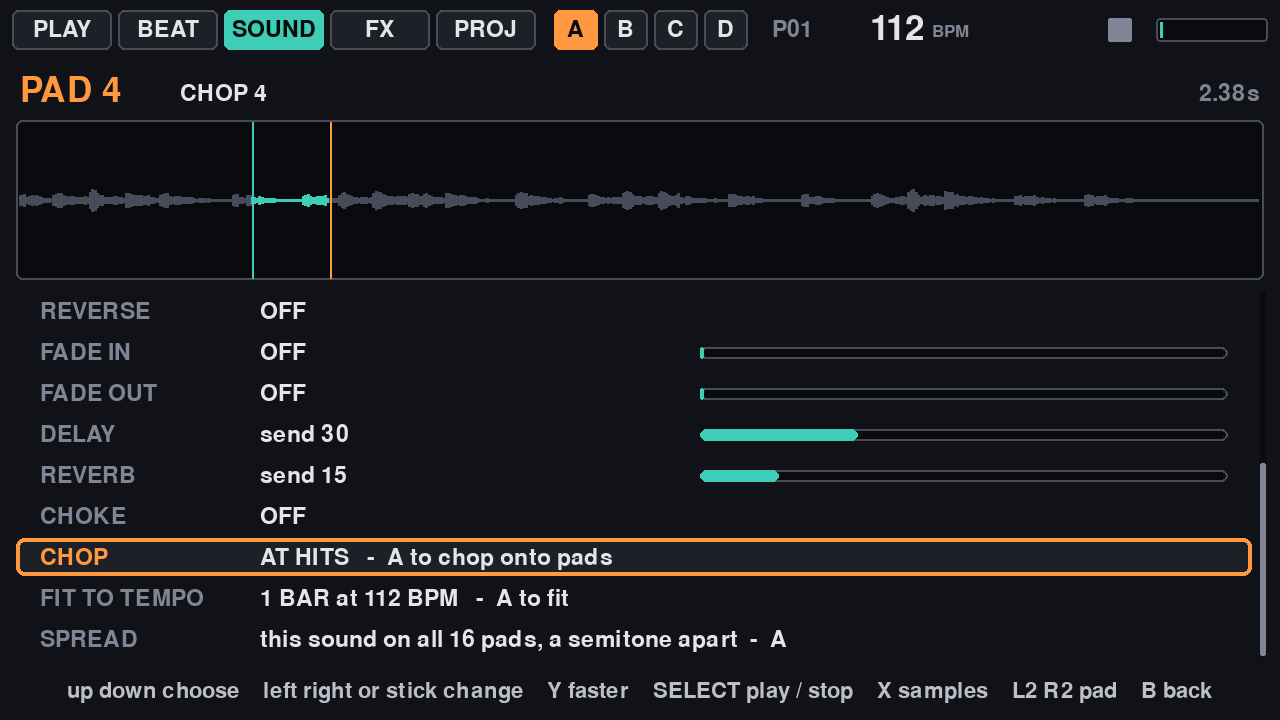 PLAY BEAT SOUND FX PROJ A B C D P01 112 BPM
PAD 4 CHOP 4 2.38s
REVERSE OFF
FADE IN OFF
FADE OUT OFF
DELAY send 30
REVERB send 15
CHOKE OFF
CHOP AT HITS - A to chop onto pads
FIT TO TEMPO 1 BAR at 112 BPM - A to fit
SPREAD this sound on all 16 pads, a semitone apart - A
up down choose left right or stick change Y faster SELECT play / stop X samples L2 R2 pad B back